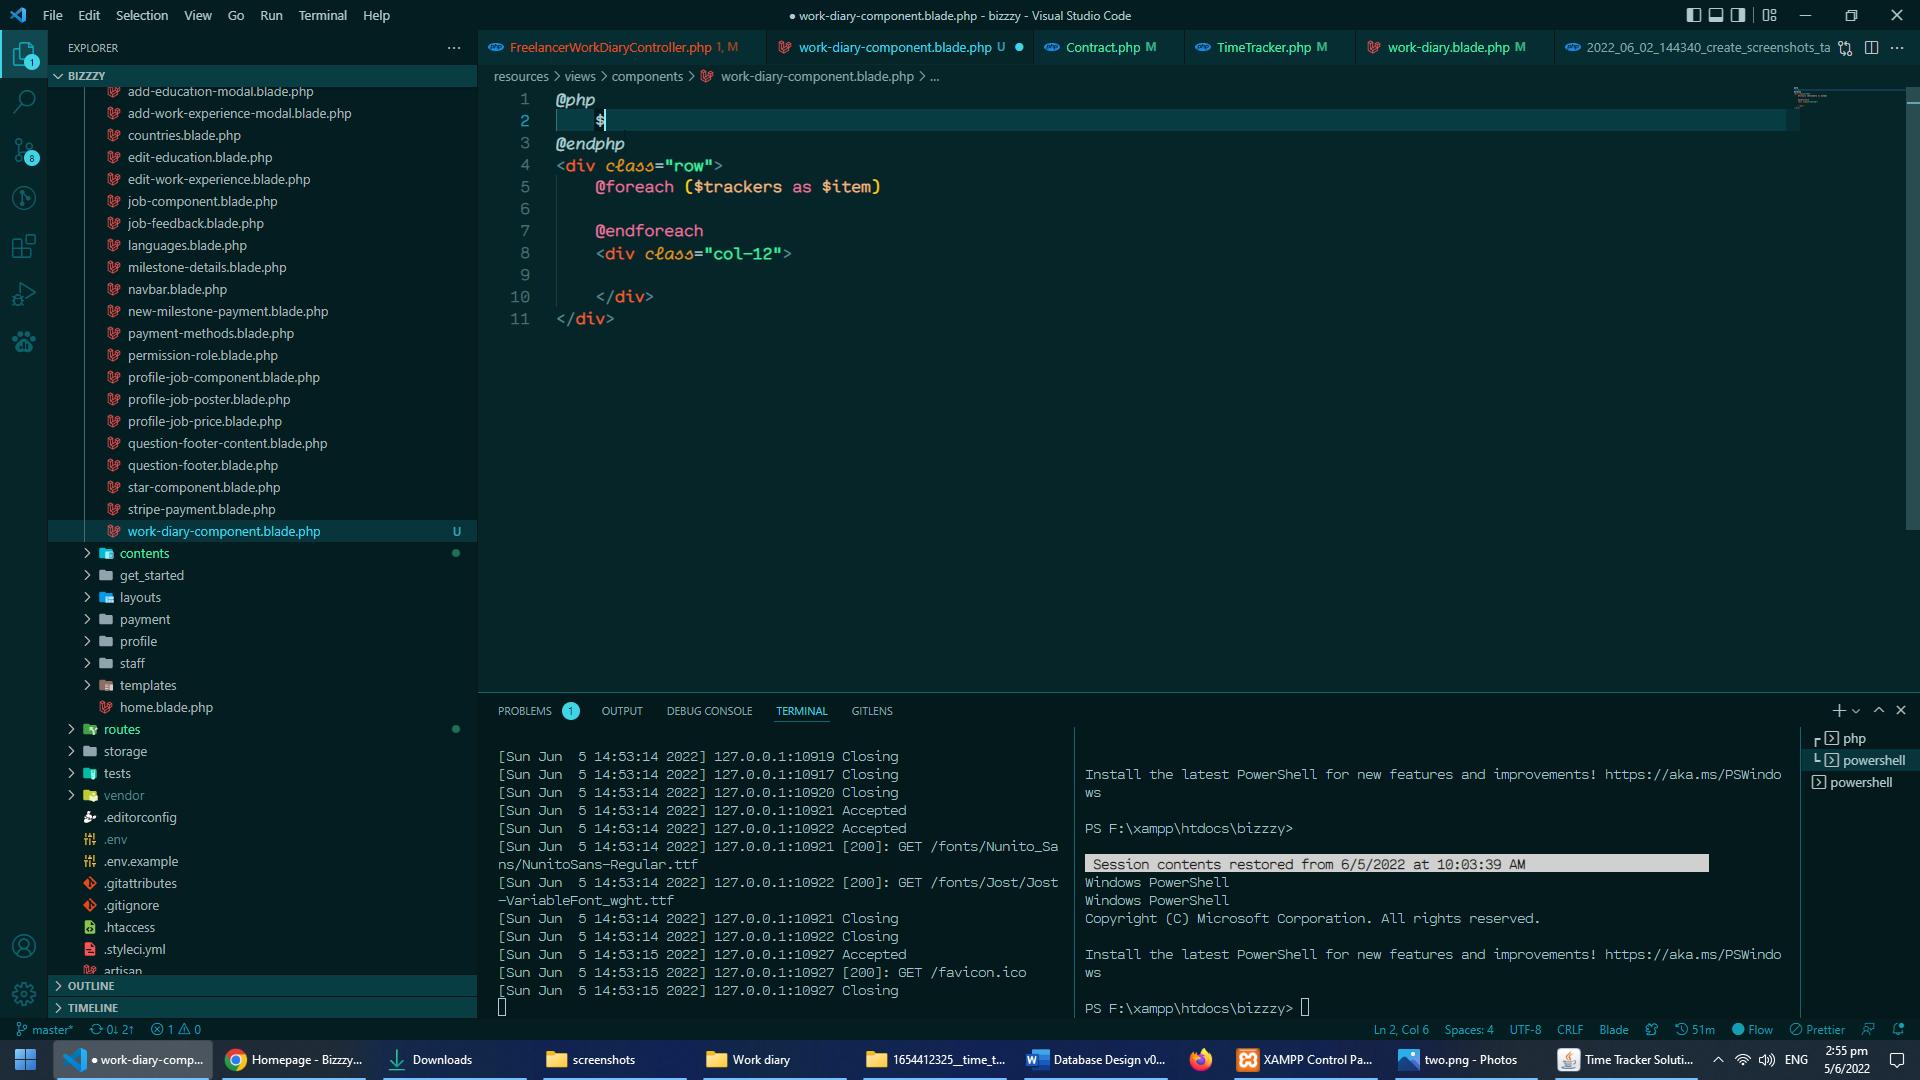 File Edit Selection View Go Run Terminal Help
● work-diary-component.blade.php - bizzzy - Visual Studio Code
EXPLORER
BIZZZY
add-education-modal.blade.php
add-work-experience-modal.blade.php
countries.blade.php
edit-education.blade.php
edit-work-experience.blade.php
job-component.blade.php
job-feedback.blade.php
languages.blade.php
milestone-details.blade.php
navbar.blade.php
new-milestone-payment.blade.php
payment-methods.blade.php
permission-role.blade.php
profile-job-component.blade.php
profile-job-poster.blade.php
profile-job-price.blade.php
question-footer-content.blade.php
question-footer.blade.php
star-component.blade.php
stripe-payment.blade.php
work-diary-component.blade.php U
contents
get_started
layouts
payment
profile
staff
templates
home.blade.php
routes
storage
tests
vendor
.editorconfig
.env
.env.example
.gitattributes
.gitignore
.htaccess
.styleci.yml
artisan
OUTLINE
TIMELINE
1
8
FreelancerWorkDiaryController.php 1, M
work-diary-component.blade.php U
Contract.php M
TimeTracker.php M
work-diary.blade.php M
2022_06_02_144340_create_screenshots_ta
resources > views > components > work-diary-component.blade.php > ...
1 @php
2 $
3 @endphp
4 <div class="row">
5 @foreach ($trackers as $item)
6
7 @endforeach
8 <div class="col-12">
9
10 </div>
11 </div>
PROBLEMS 1 OUTPUT DEBUG CONSOLE TERMINAL GITLENS
[Sun Jun  5 14:53:14 2022] 127.0.0.1:10919 Closing
[Sun Jun  5 14:53:14 2022] 127.0.0.1:10917 Closing
[Sun Jun  5 14:53:14 2022] 127.0.0.1:10920 Closing
[Sun Jun  5 14:53:14 2022] 127.0.0.1:10921 Accepted
[Sun Jun  5 14:53:14 2022] 127.0.0.1:10922 Accepted
[Sun Jun  5 14:53:14 2022] 127.0.0.1:10921 [200]: GET /fonts/Nunito_Sa
ns/NunitoSans-Regular.ttf
[Sun Jun  5 14:53:14 2022] 127.0.0.1:10922 [200]: GET /fonts/Jost/Jost
-VariableFont_wght.ttf
[Sun Jun  5 14:53:14 2022] 127.0.0.1:10921 Closing
[Sun Jun  5 14:53:14 2022] 127.0.0.1:10922 Closing
[Sun Jun  5 14:53:15 2022] 127.0.0.1:10927 Accepted
[Sun Jun  5 14:53:15 2022] 127.0.0.1:10927 [200]: GET /favicon.ico
[Sun Jun  5 14:53:15 2022] 127.0.0.1:10927 Closing
Install the latest PowerShell for new features and improvements! https://aka.ms/PSWindo
ws
PS F:\xampp\htdocs\bizzzy>
Session contents restored from 6/5/2022 at 10:03:39 AM
Windows PowerShell
Windows PowerShell
Copyright (C) Microsoft Corporation. All rights reserved.
Install the latest PowerShell for new features and improvements! https://aka.ms/PSWindo
ws
PS F:\xampp\htdocs\bizzzy>
php
powershell
powershell
master* 0↓ 2↑ 1 0
Ln 2, Col 6 Spaces: 4 UTF-8 CRLF Blade 51m Flow Prettier
● work-diary-comp...
Homepage - Bizzzy...
Downloads
screenshots
Work diary
1654412325__time_t...
Database Design v0...
XAMPP Control Pa...
two.png - Photos
Time Tracker Soluti...
ENG
2:55 pm
5/6/2022